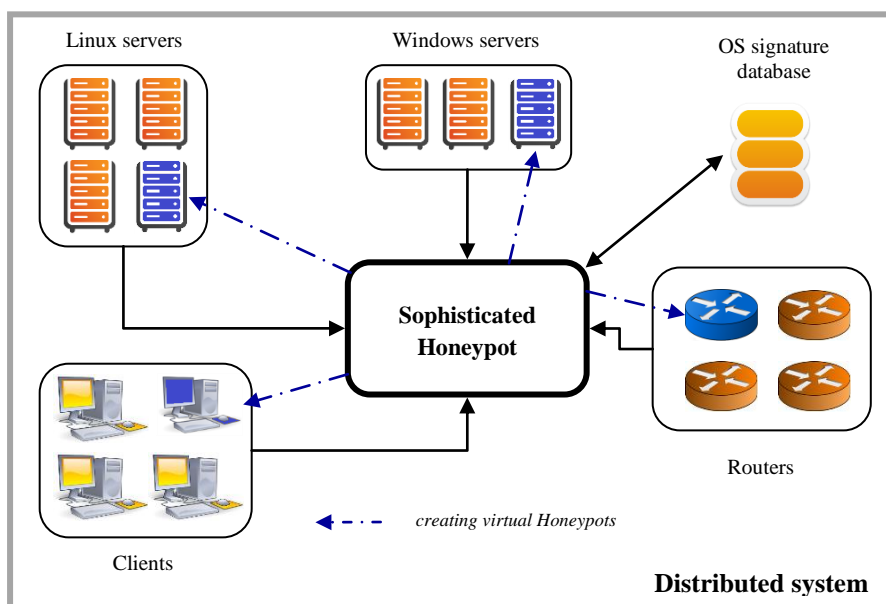 Linux servers
Windows servers
OS signature
database
Sophisticated
Honeypot
Routers
creating virtual Honeypots
Clients
Distributed system